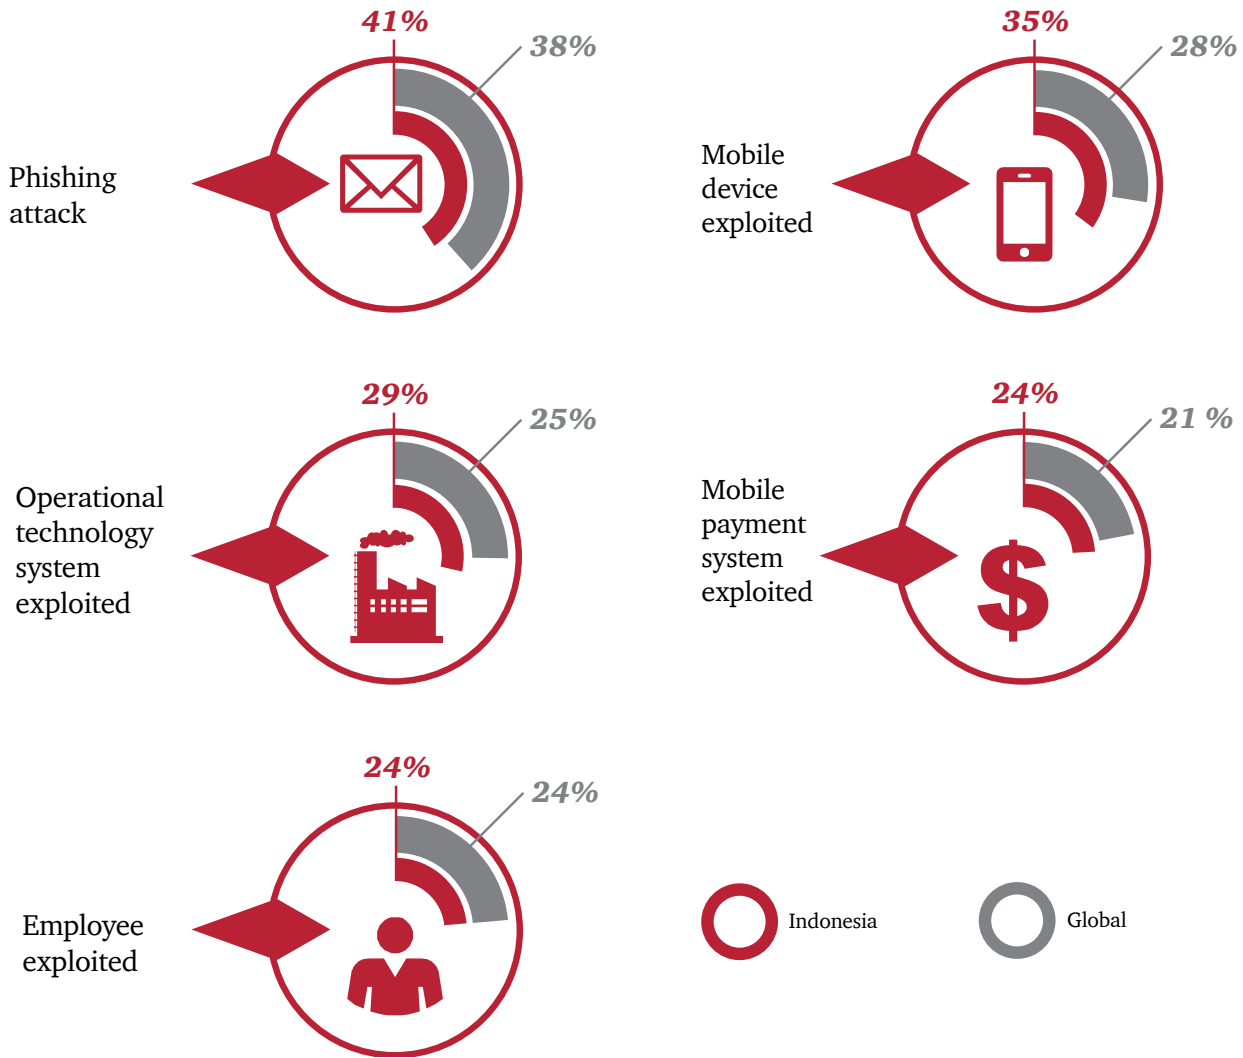 41%
38%
Phishing
attack
35%
28%
Mobile
device
exploited
29%
25%
Operational
technology
system
exploited
24%
21 %
Mobile
payment
system
exploited
$
24%
24%
Employee
exploited
Indonesia
Global